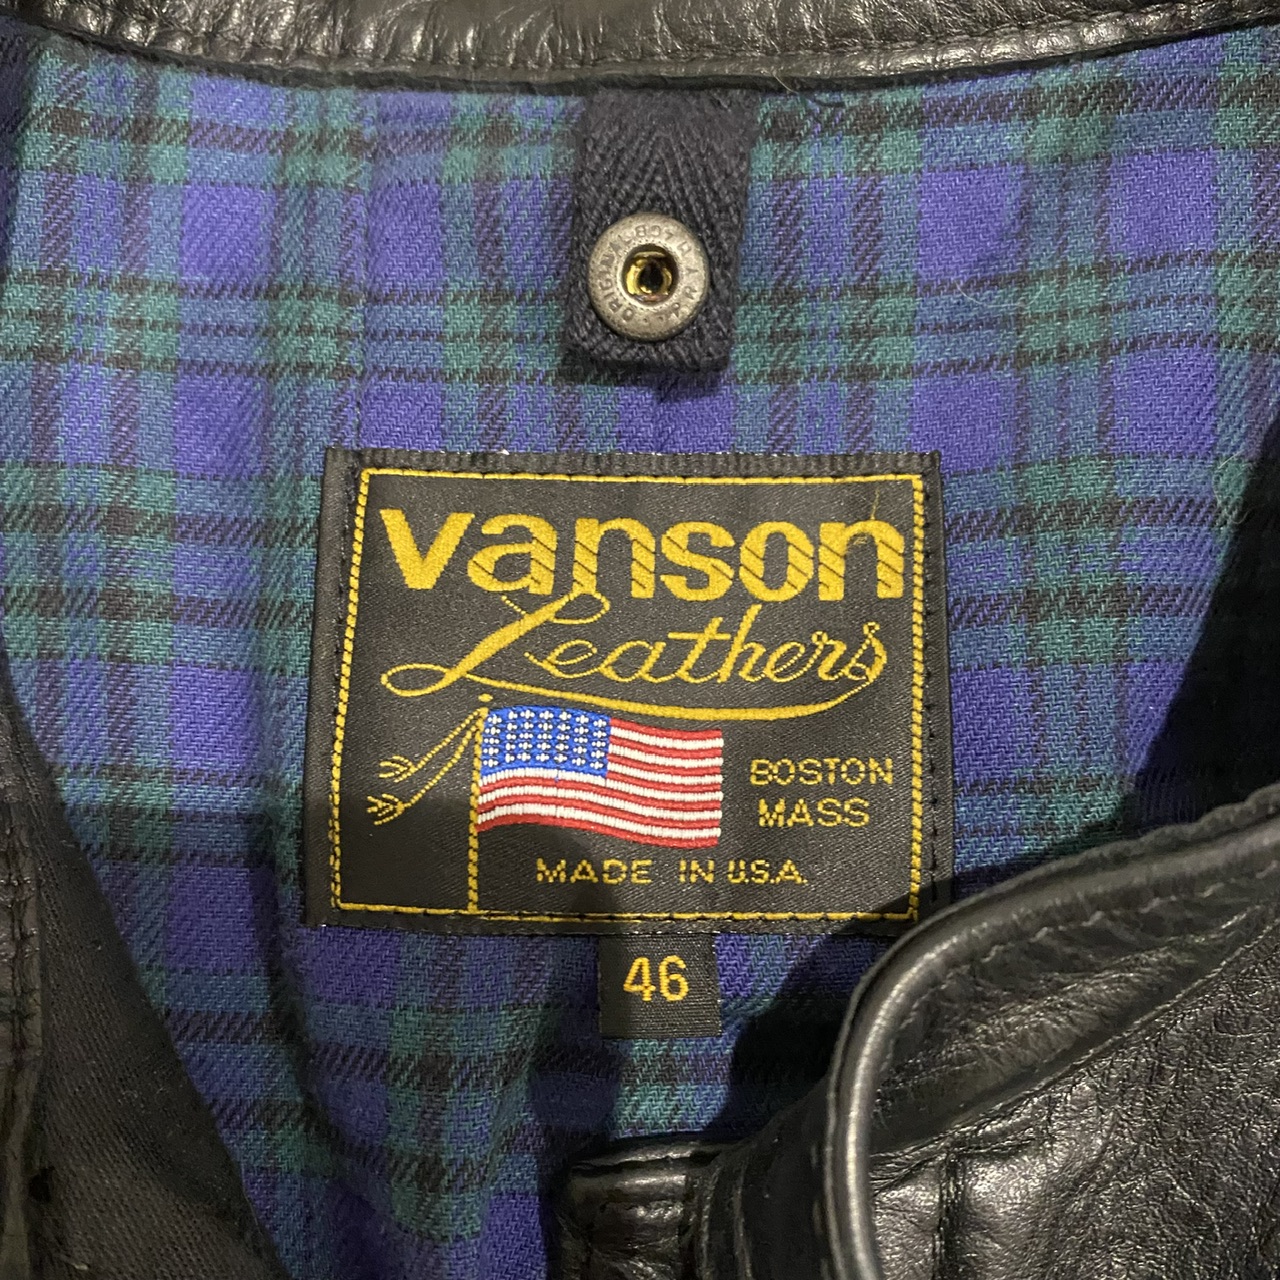 vanson
Leathers
BOSTON
MASS
MADE IN U.S.A.
46